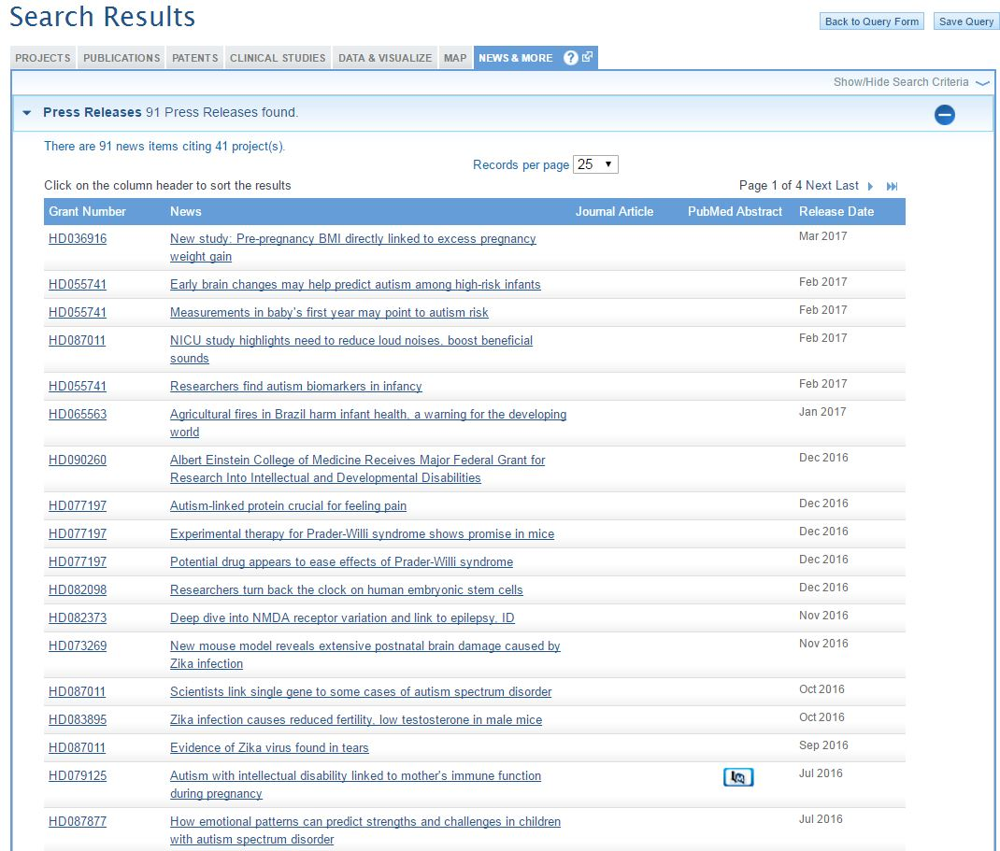 Search Results
Back to Query Form Save Query
PROJECTS PUBLICATIONS PATENTS CLINICAL STUDIES DATA & VISUALIZE MAP NEWS & MORE ?
Show/Hide Search Criteria
Press Releases 91 Press Releases found.
There are 91 news items citing 41 project(s).
Records per page 25
Click on the column header to sort the results Page 1 of 4 Next Last
Grant Number News Journal Article PubMed Abstract Release Date
HD036916 New study: Pre-pregnancy BMI directly linked to excess pregnancy Mar 2017
weight gain
HD055741 Early brain changes may help predict autism among high-risk infants Feb 2017
HD055741 Measurements in baby's first year may point to autism risk Feb 2017
HD087011 NICU study highlights need to reduce loud noises, boost beneficial Feb 2017
sounds
HD055741 Researchers find autism biomarkers in infancy Feb 2017
HD065563 Agricultural fires in Brazil harm infant health, a warning for the developing Jan 2017
world
HD090260 Albert Einstein College of Medicine Receives Major Federal Grant for Dec 2016
Research Into Intellectual and Developmental Disabilities
HD077197 Autism-linked protein crucial for feeling pain Dec 2016
HD077197 Experimental therapy for Prader-Willi syndrome shows promise in mice Dec 2016
HD077197 Potential drug appears to ease effects of Prader-Willi syndrome Dec 2016
HD082098 Researchers turn back the clock on human embryonic stem cells Dec 2016
HD082373 Deep dive into NMDA receptor variation and link to epilepsy, ID Nov 2016
HD073269 New mouse model reveals extensive postnatal brain damage caused by Nov 2016
Zika infection
HD087011 Scientists link single gene to some cases of autism spectrum disorder Oct 2016
HD083895 Zika infection causes reduced fertility, low testosterone in male mice Oct 2016
HD087011 Evidence of Zika virus found in tears Sep 2016
HD079125 Autism with intellectual disability linked to mother's immune function Jul 2016
during pregnancy
HD087877 How emotional patterns can predict strengths and challenges in children Jul 2016
with autism spectrum disorder